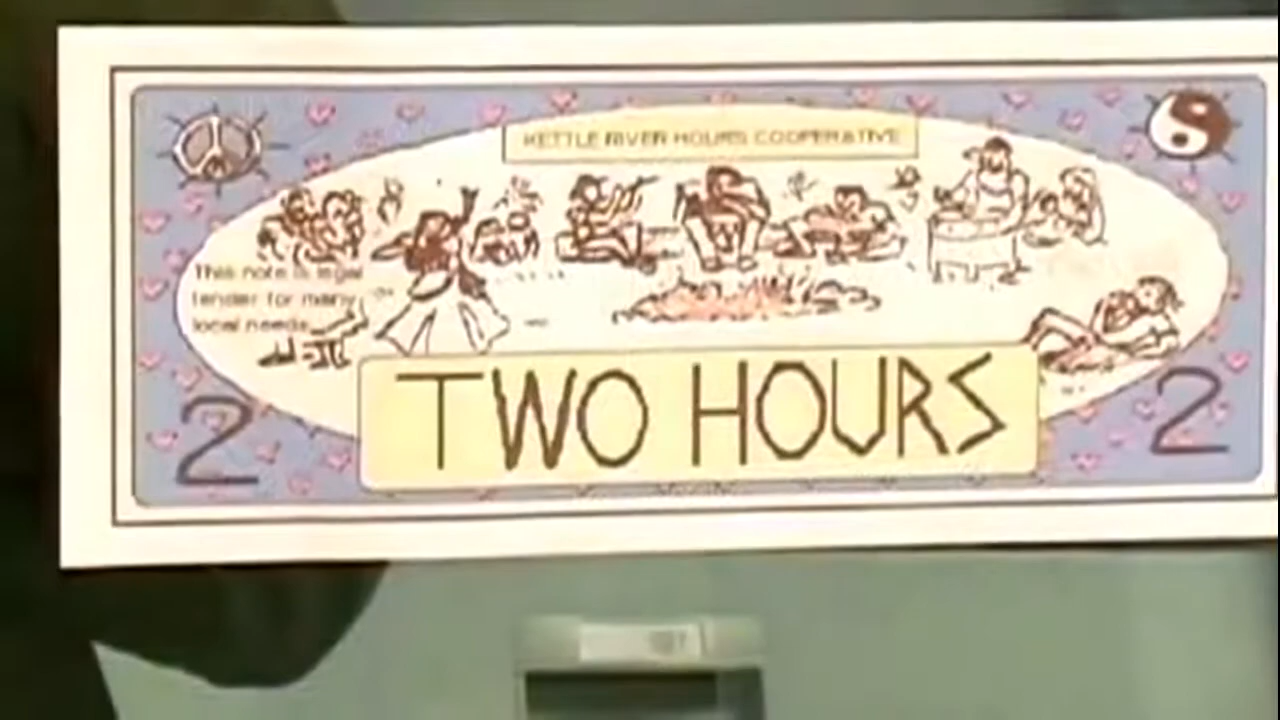 KETTLE RIVER HOURS COOPERATIVE
This note is legal
tender for many
local needs
TWO HOURS
2
2